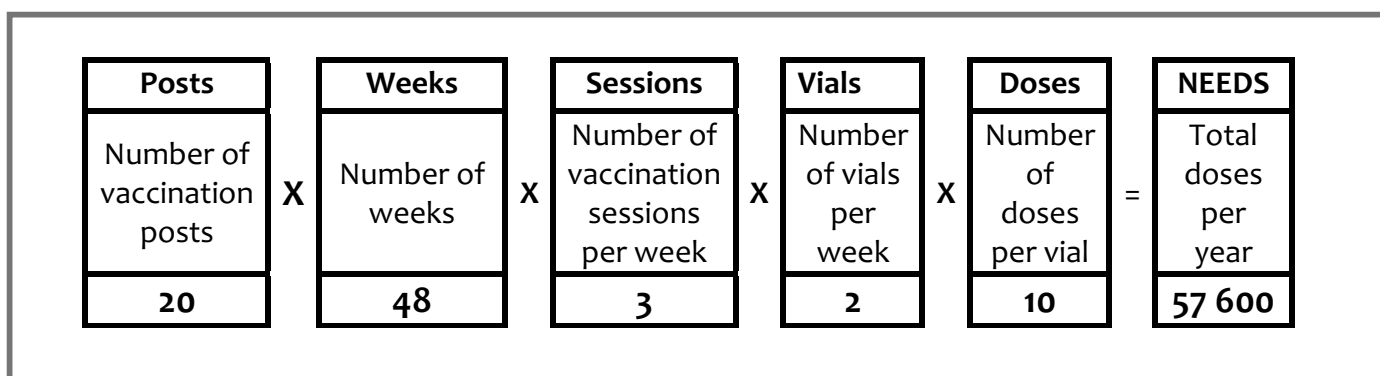 Posts
Number of
vaccination
posts
20
X
Weeks
Number of
weeks
48
X
Sessions
Number of
vaccination
sessions
per week
3
X
Vials
Number
of vials
per
week
2
X
Doses
Number
of
doses
per vial
10
=
NEEDS
Total
doses
per
year
57 600